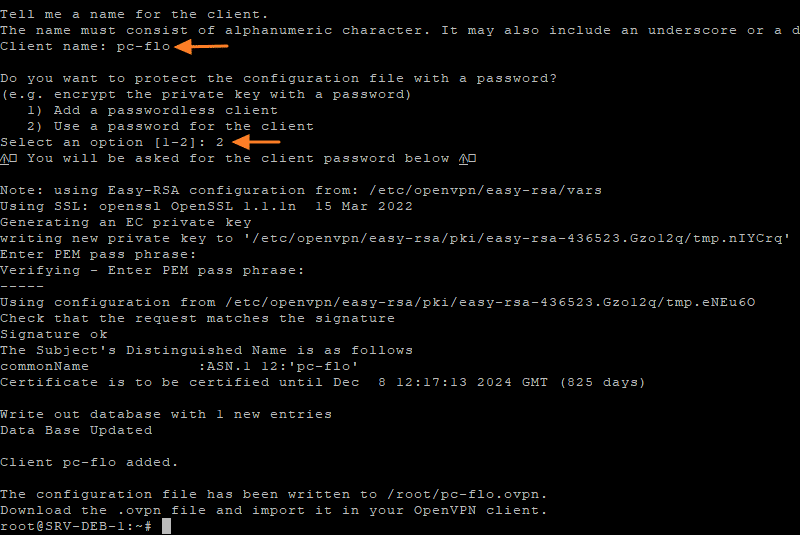 Tell me a name for the client.
The name must consist of alphanumeric character. It may also include an underscore or a d
Client name: pc-flo

Do you want to protect the configuration file with a password?
(e.g. encrypt the private key with a password)
   1) Add a passwordless client
   2) Use a password for the client
Select an option [1-2]: 2
⚠️ You will be asked for the client password below ⚠️

Note: using Easy-RSA configuration from: /etc/openvpn/easy-rsa/vars
Using SSL: openssl OpenSSL 1.1.1n  15 Mar 2022
Generating an EC private key
writing new private key to '/etc/openvpn/easy-rsa/pki/easy-rsa-436523.Gzo12q/tmp.nIYCrq'
Enter PEM pass phrase:
Verifying - Enter PEM pass phrase:
-----
Using configuration from /etc/openvpn/easy-rsa/pki/easy-rsa-436523.Gzo12q/tmp.eNEu6O
Check that the request matches the signature
Signature ok
The Subject's Distinguished Name is as follows
commonName            :ASN.1 12:'pc-flo'
Certificate is to be certified until Dec  8 12:17:13 2024 GMT (825 days)

Write out database with 1 new entries
Data Base Updated

Client pc-flo added.

The configuration file has been written to /root/pc-flo.ovpn.
Download the .ovpn file and import it in your OpenVPN client.
root@SRV-DEB-1:~#